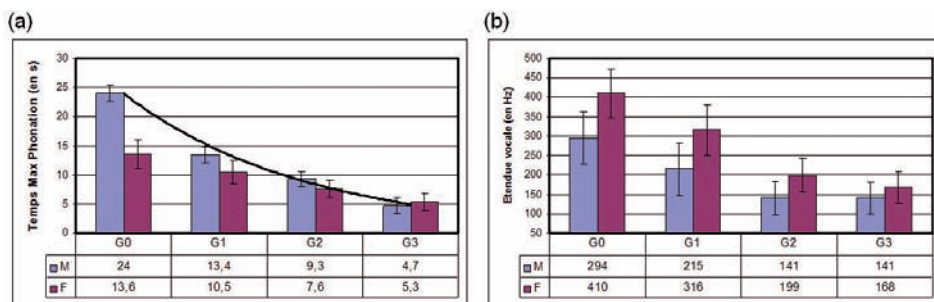 (a)
Temps Max Phonation (en s)
30
25
20
15
10
5
0
G0 G1 G2 G3
M 24 13,4 9,3 4,7
F 13,6 10,5 7,6 5,3
(b)
Etendue vocale (en Hz)
500
450
400
350
300
250
200
150
100
50
G0 G1 G2 G3
M 294 215 141 141
F 410 316 199 168